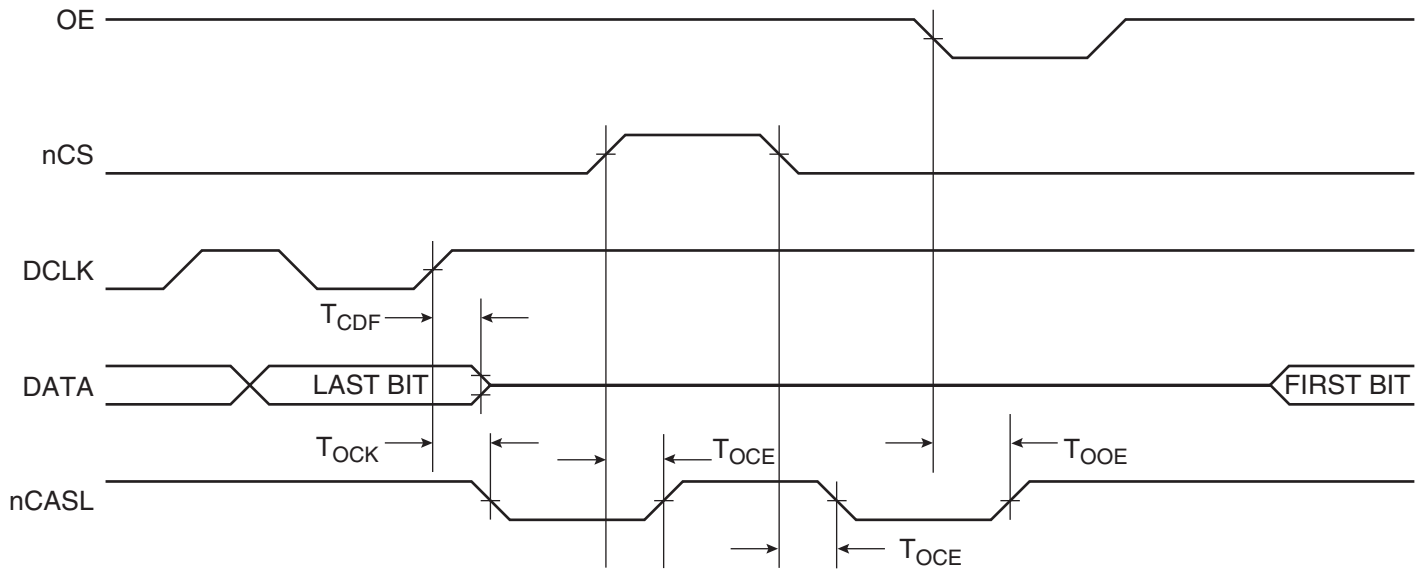 OE
nCS
DCLK
TCDF
DATA
LAST BIT
FIRST BIT
TOCK
TOCE
TOOE
nCASL
TOCE